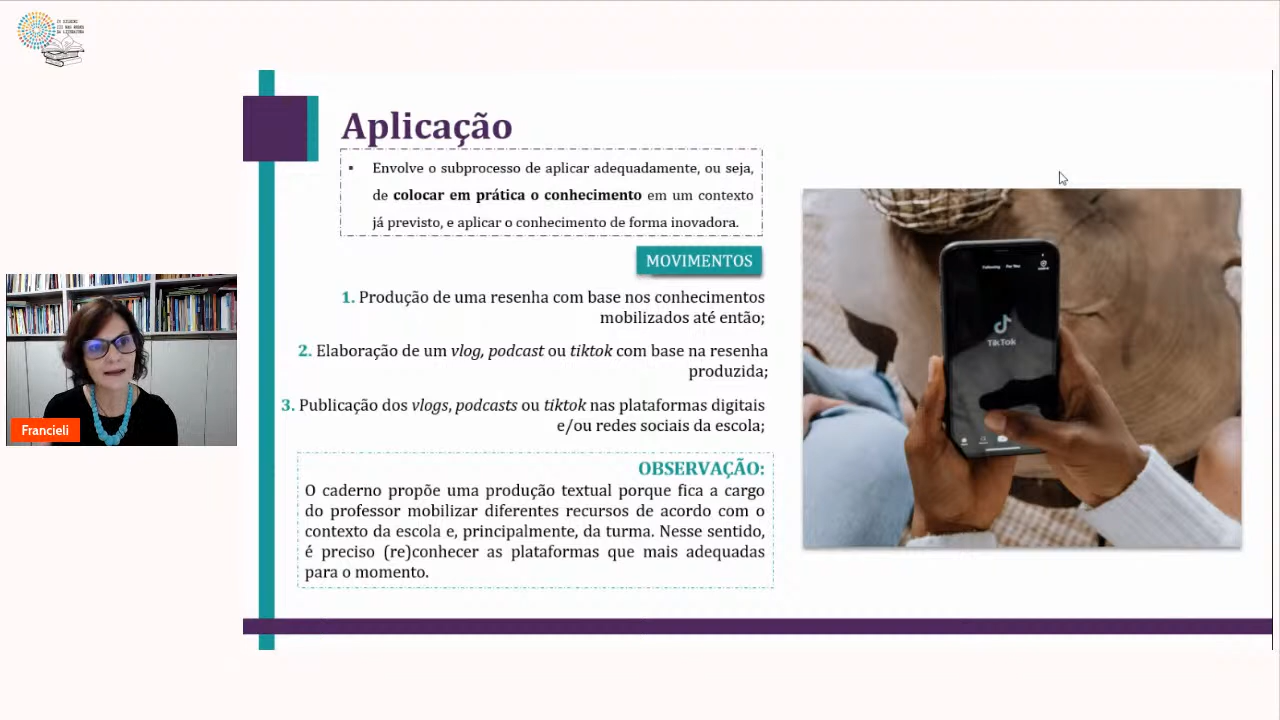 Aplicação
▪ Envolve o subprocesso de aplicar adequadamente, ou seja,
de colocar em prática o conhecimento em um contexto
já previsto, e aplicar o conhecimento de forma inovadora.
MOVIMENTOS
1. Produção de uma resenha com base nos conhecimentos
mobilizados até então;
2. Elaboração de um vlog, podcast ou tiktok com base na resenha
produzida;
3. Publicação dos vlogs, podcasts ou tiktok nas plataformas digitais
e/ou redes sociais da escola;
OBSERVAÇÃO:
O caderno propõe uma produção textual porque fica a cargo
do professor mobilizar diferentes recursos de acordo com o
contexto da escola e, principalmente, da turma. Nesse sentido,
é preciso (re)conhecer as plataformas que mais adequadas
para o momento.
Francieli
Following For You
TikTok